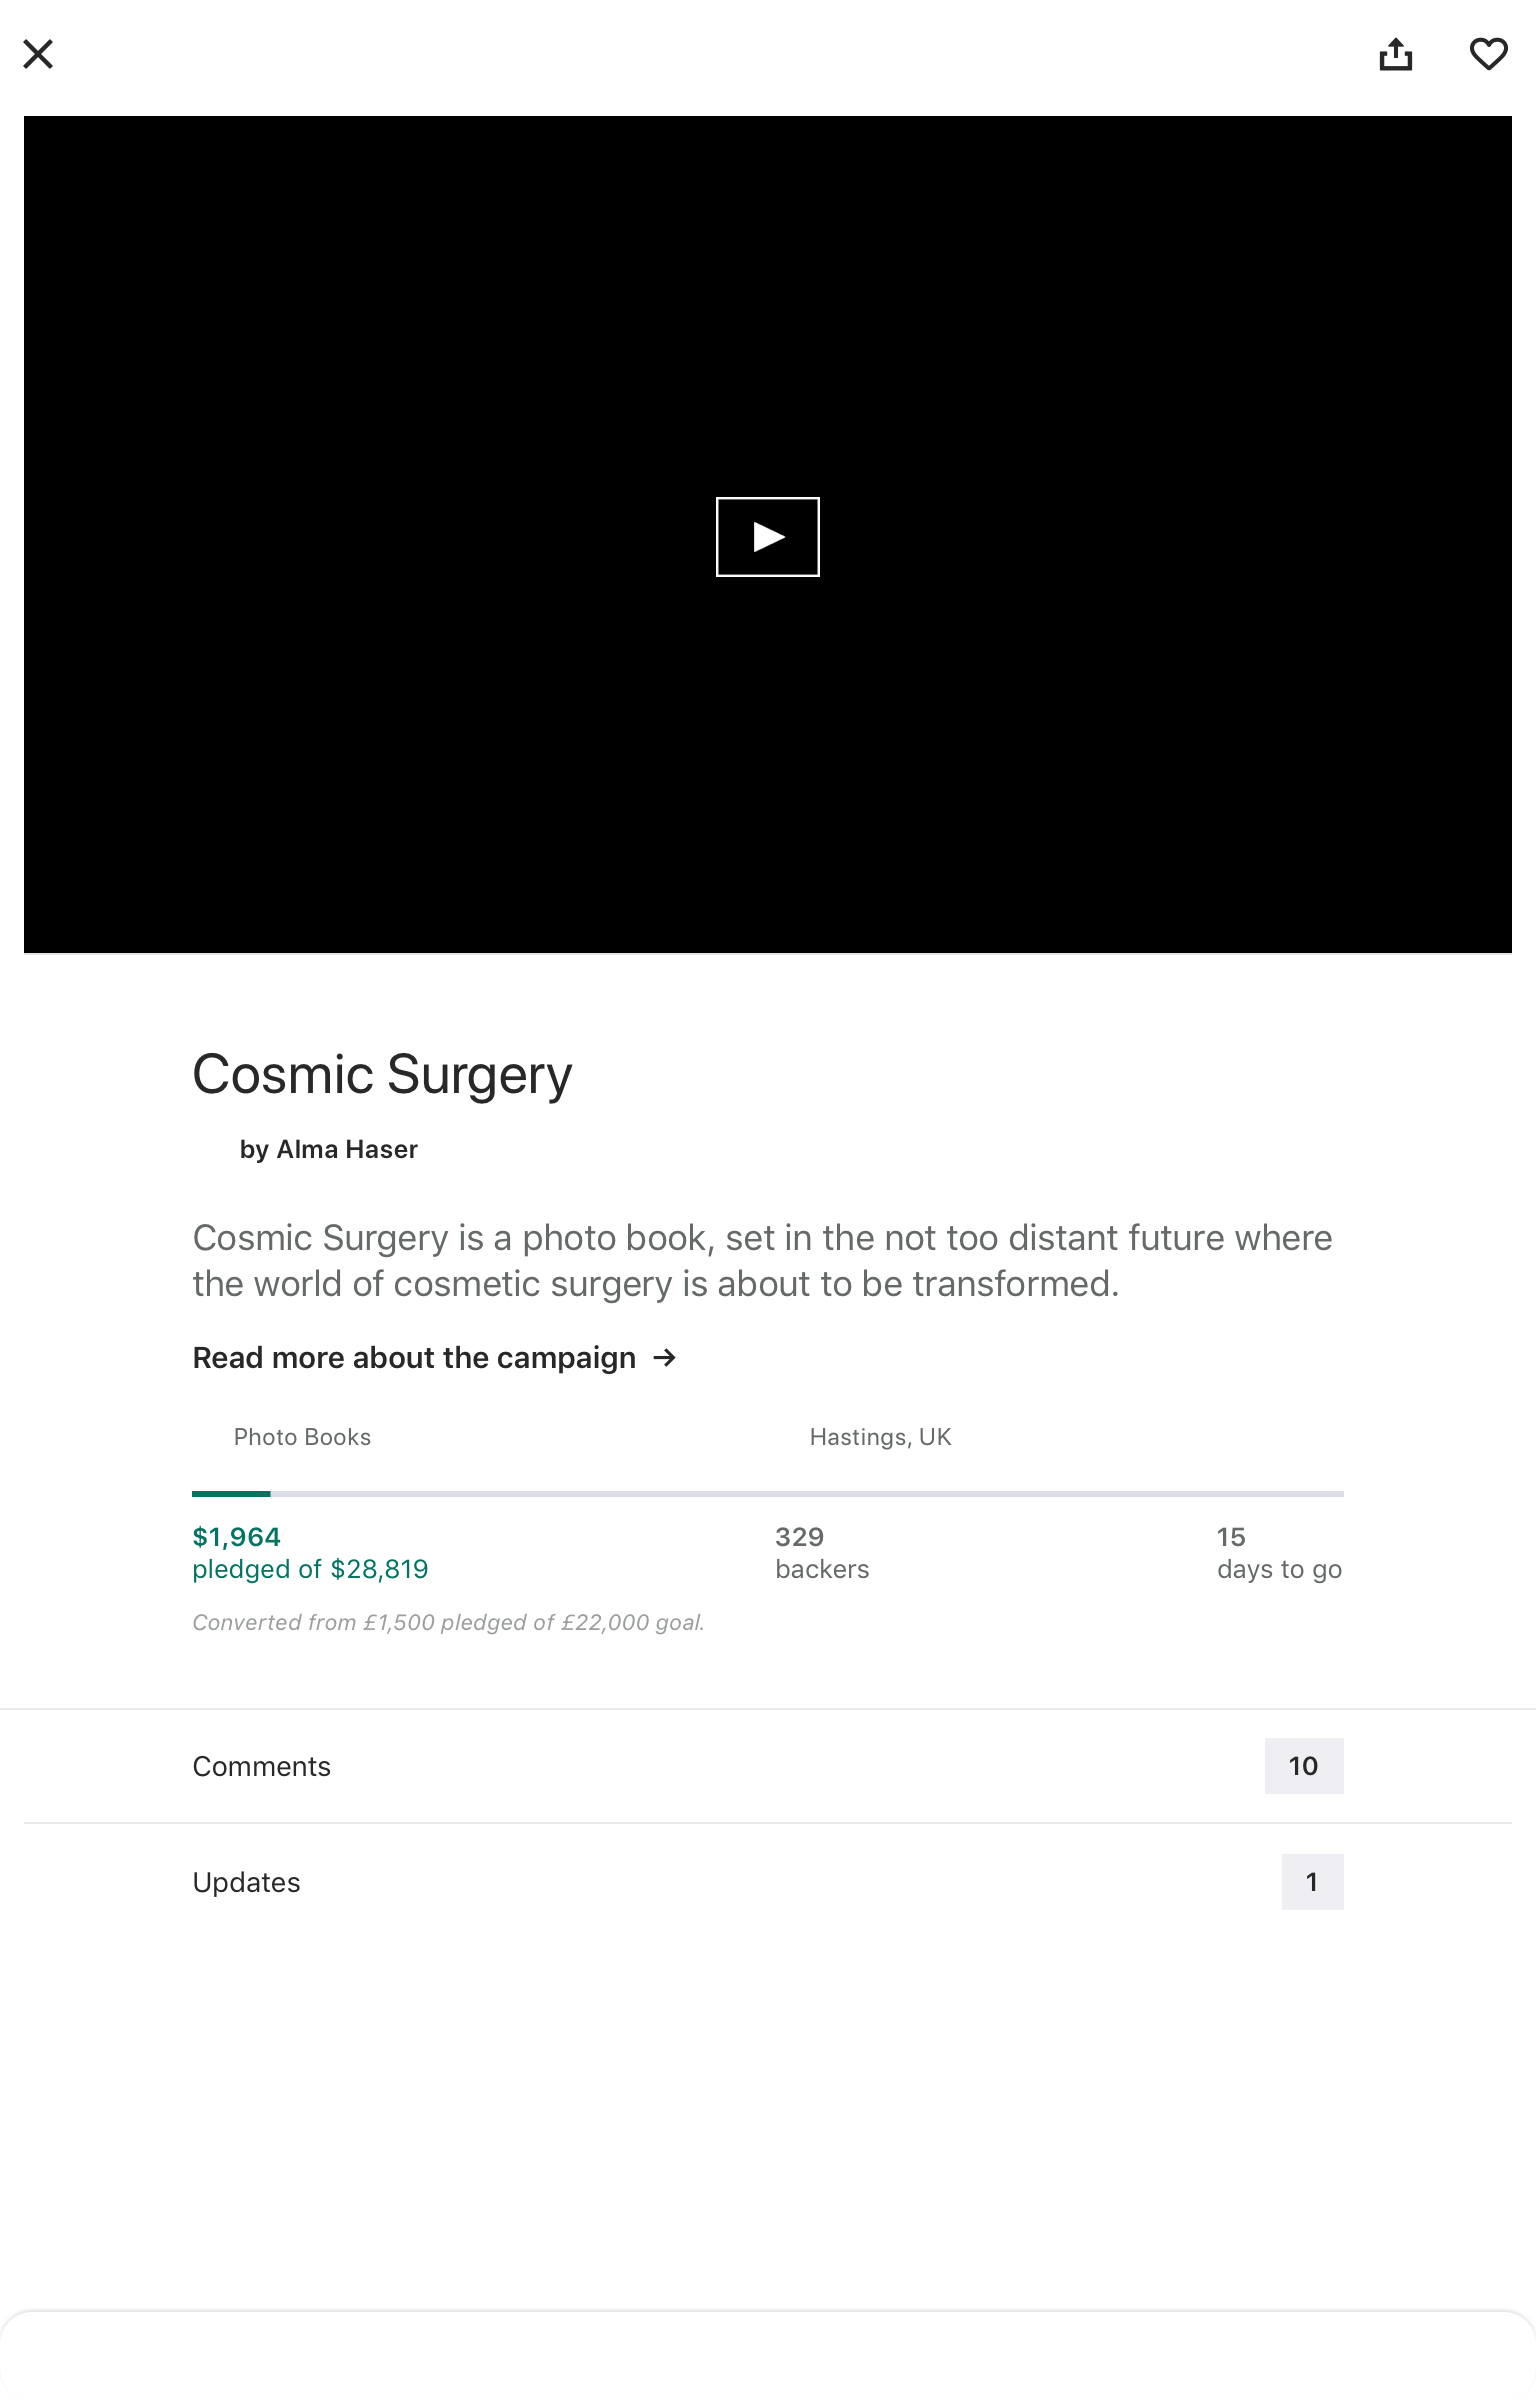 Cosmic Surgery
by Alma Haser
Cosmic Surgery is a photo book, set in the not too distant future where
the world of cosmetic surgery is about to be transformed.
Read more about the campaign →
Photo Books
Hastings, UK
$1,964
pledged of $28,819
329
backers
15
days to go
Converted from £1,500 pledged of £22,000 goal.
Comments
10
Updates
1